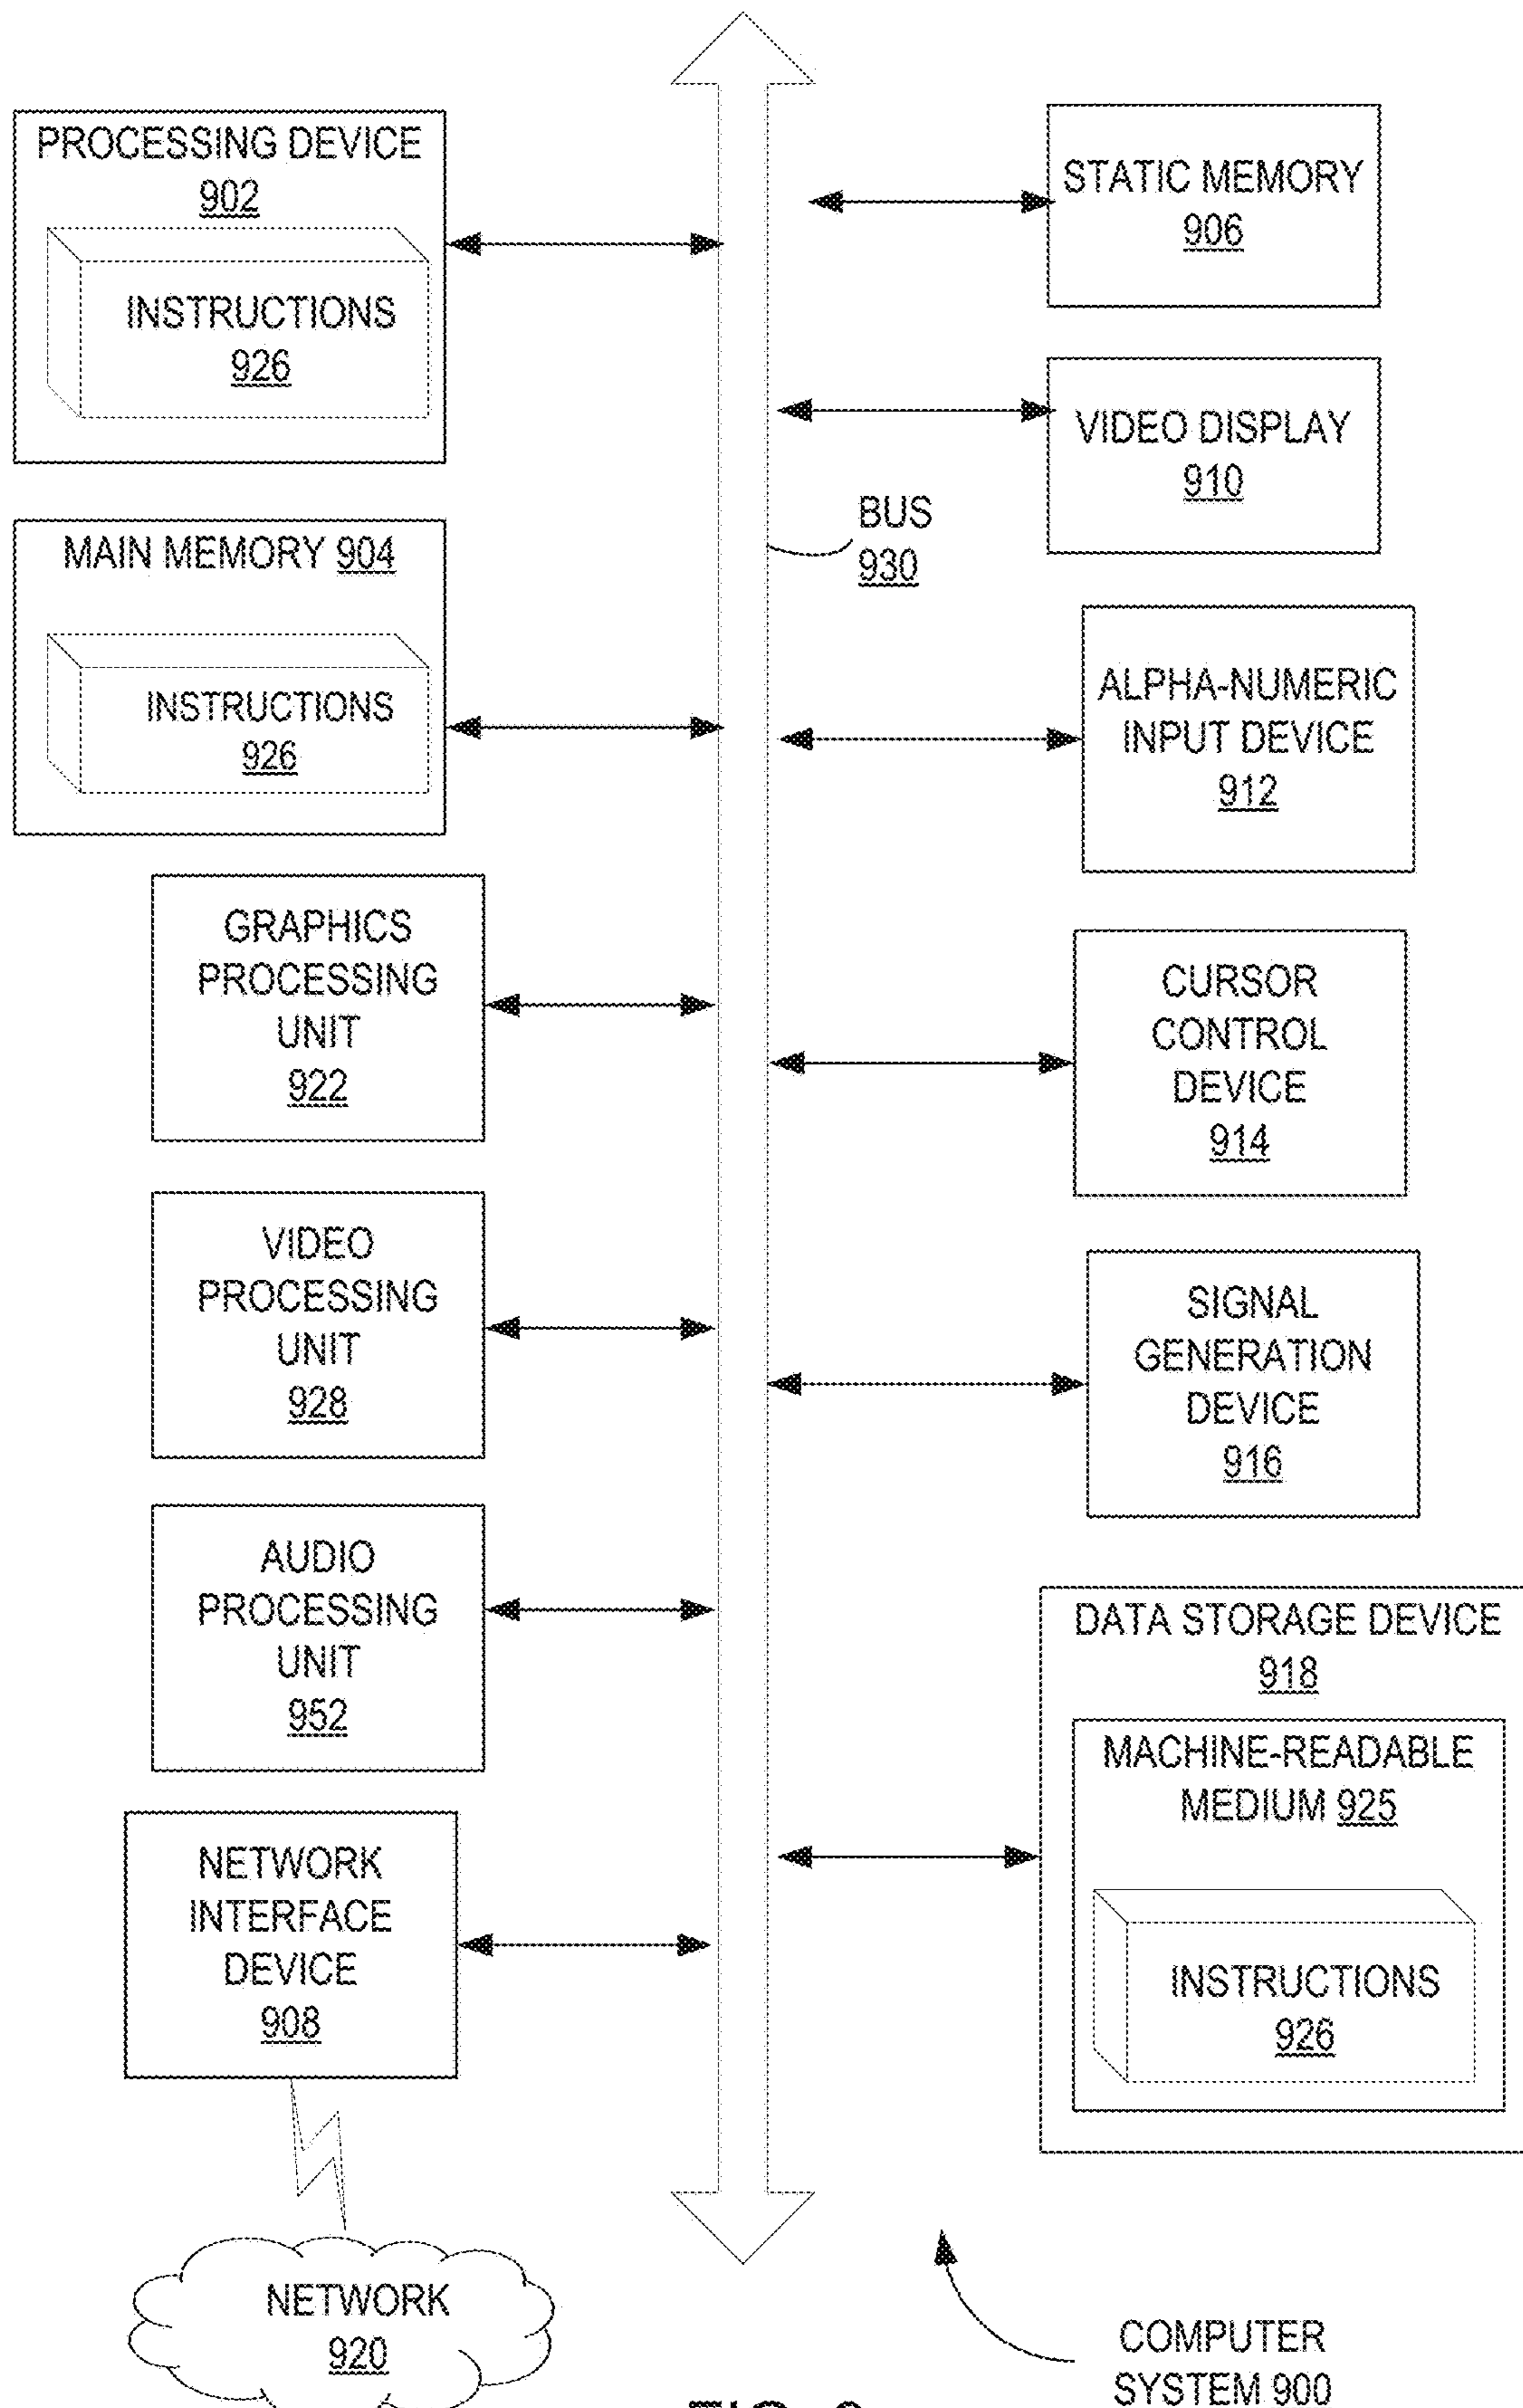 PROCESSING DEVICE
902
INSTRUCTIONS
926
MAIN MEMORY 904
INSTRUCTIONS
926
GRAPHICS
PROCESSING
UNIT
922
VIDEO
PROCESSING
UNIT
928
AUDIO
PROCESSING
UNIT
952
NETWORK
INTERFACE
DEVICE
908
NETWORK
920
BUS
930
STATIC MEMORY
906
VIDEO DISPLAY
910
ALPHA-NUMERIC
INPUT DEVICE
912
CURSOR
CONTROL
DEVICE
914
SIGNAL
GENERATION
DEVICE
916
DATA STORAGE DEVICE
918
MACHINE-READABLE
MEDIUM 925
INSTRUCTIONS
926
COMPUTER
SYSTEM 900